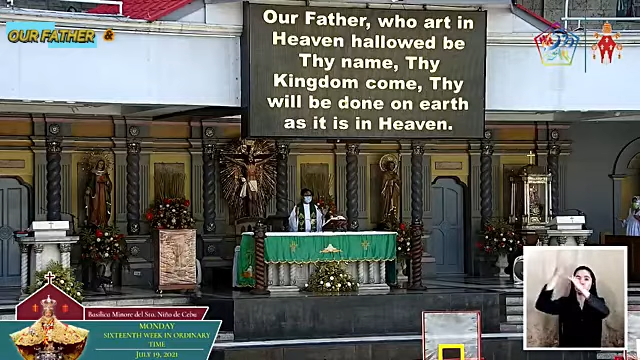 OUR FATHER &
Our Father, who art in
Heaven hallowed be
Thy name, Thy
Kingdom come, Thy
will be done on earth
as it is in Heaven.
Basilica Minore del Sto. Niño de Cebu
MONDAY
SIXTEENTH WEEK IN ORDINARY
TIME
JULY 19, 2021